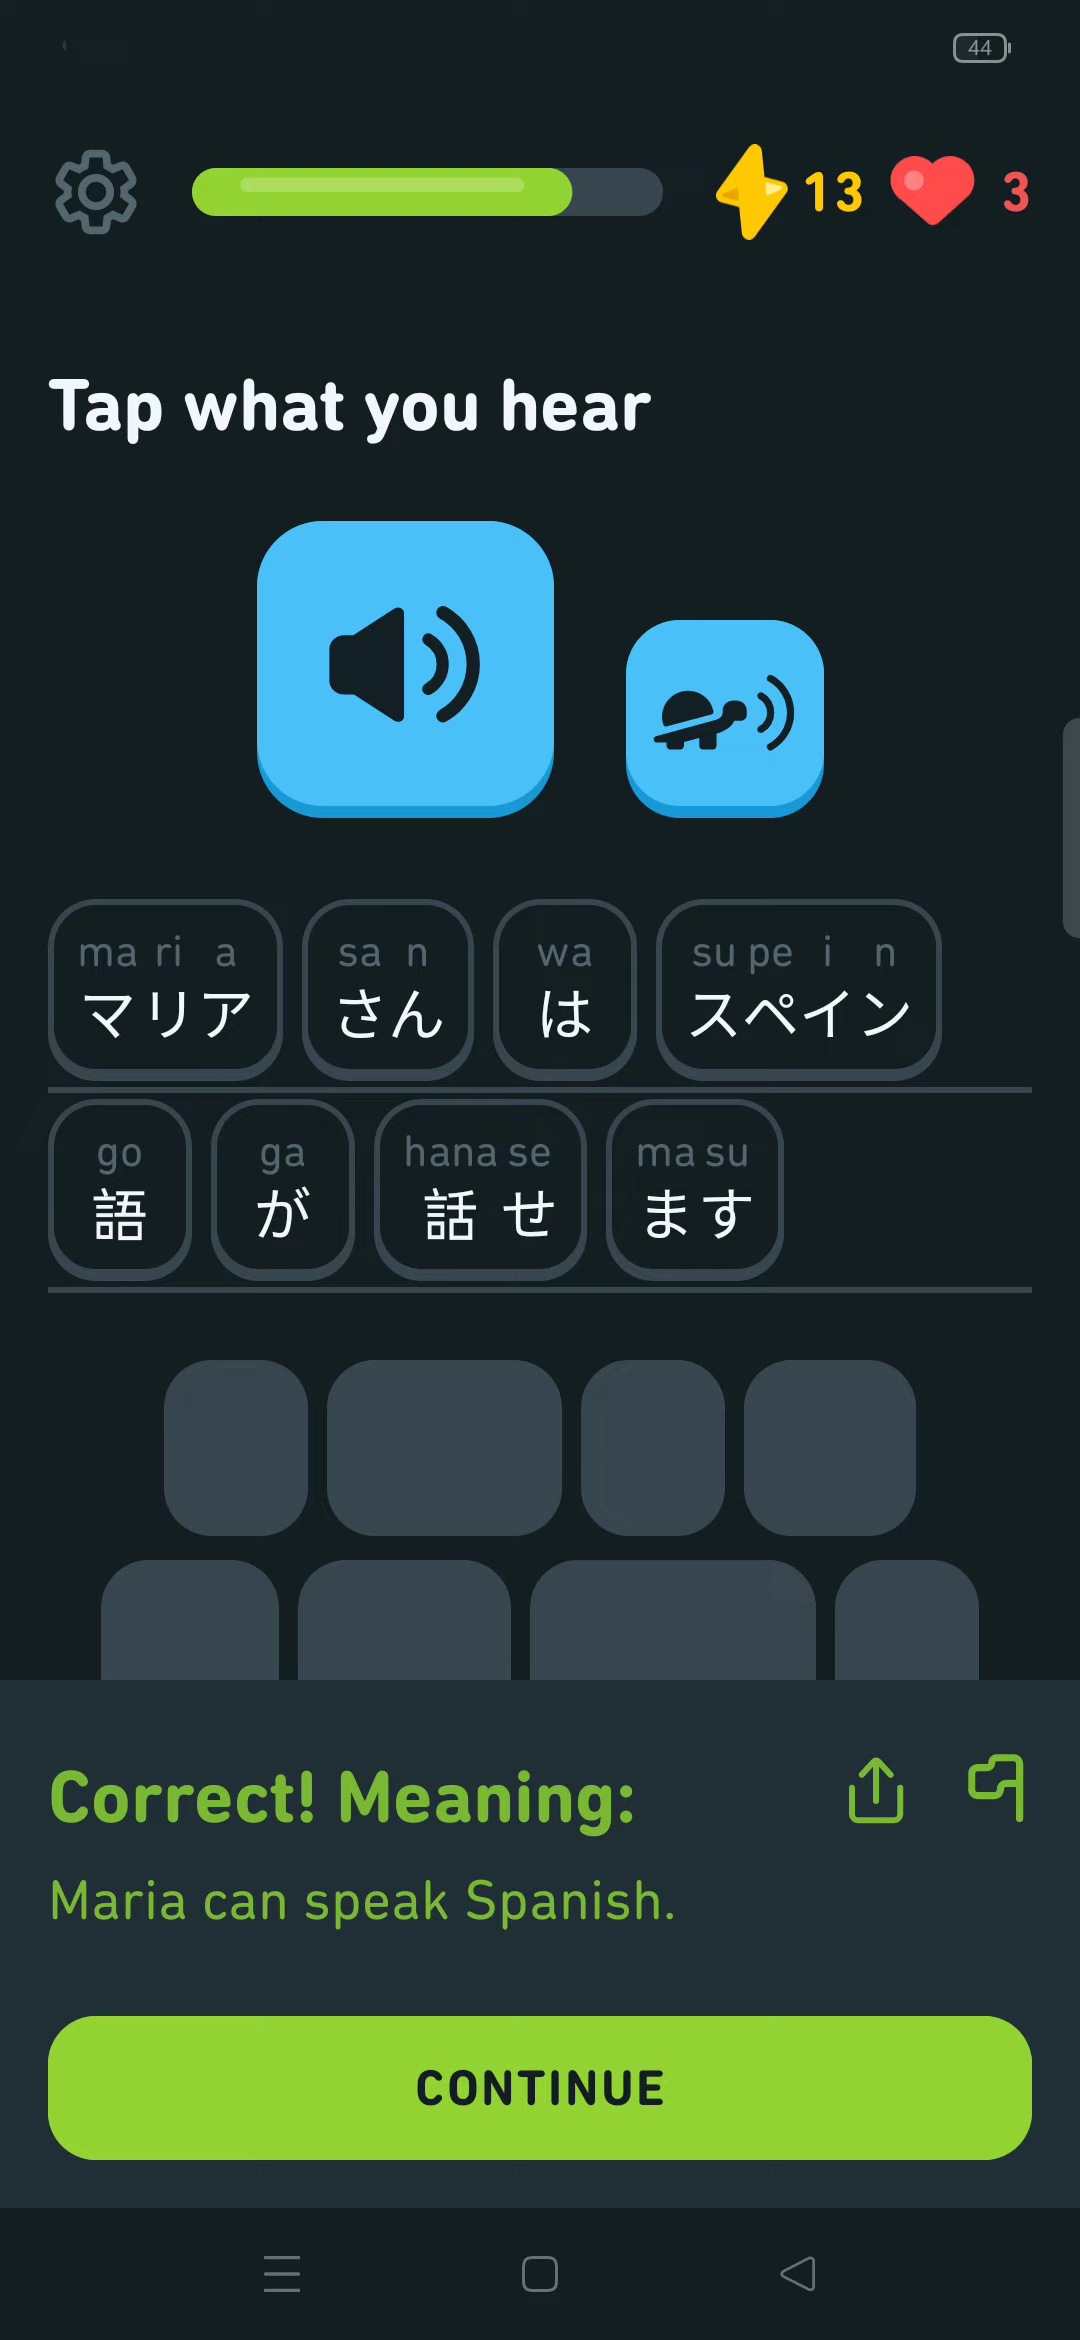 44
13 3
Tap what you hear
ma ri a sa n wa su pe i n
マリア さん は スペイン
go ga hana se ma su
語 が 話せ ます
Correct! Meaning:
Maria can speak Spanish.
CONTINUE